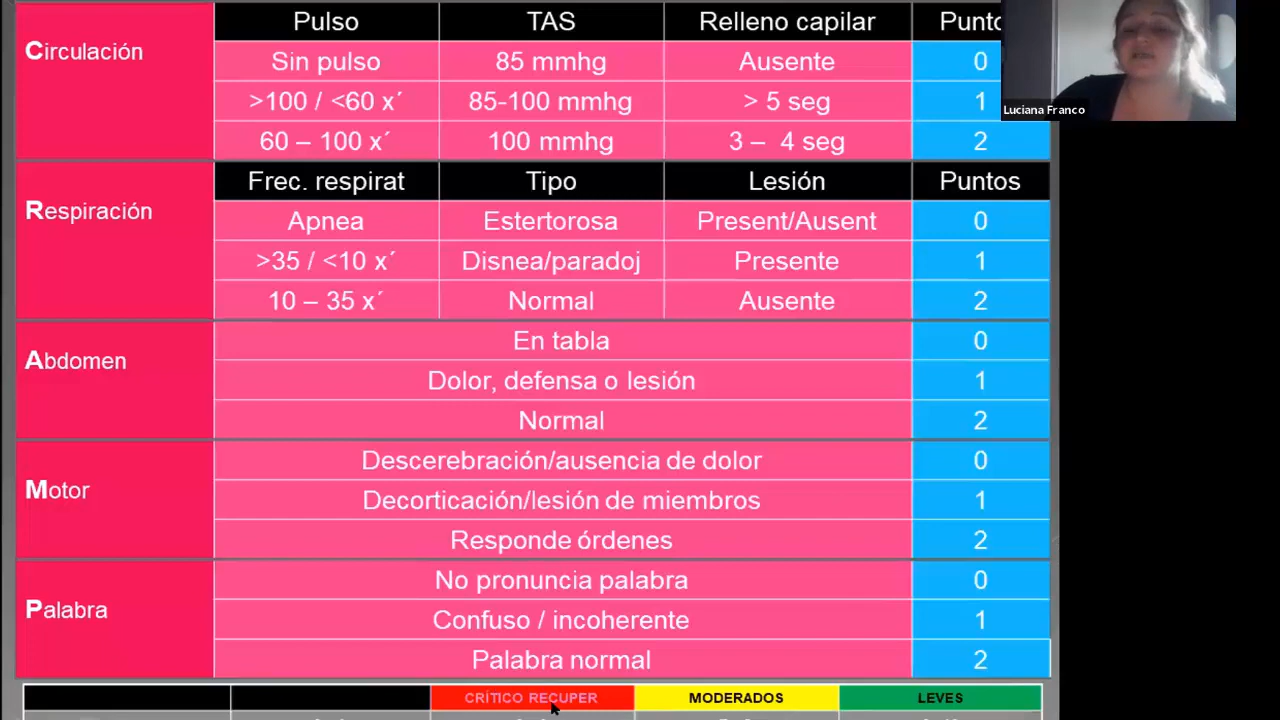 Circulación
Pulso TAS Relleno capilar
Sin pulso 85 mmhg Ausente 0
>100 / <60 x´ 85-100 mmhg > 5 seg 1
60 – 100 x´ 100 mmhg 3 – 4 seg 2
Luciana Franco
Respiración
Frec. respirat Tipo Lesión Puntos
Apnea Estertorosa Present/Ausent 0
>35 / <10 x´ Disnea/paradoj Presente 1
10 – 35 x´ Normal Ausente 2
Abdomen
En tabla 0
Dolor, defensa o lesión 1
Normal 2
Motor
Descerebración/ausencia de dolor 0
Decorticación/lesión de miembros 1
Responde órdenes 2
Palabra
No pronuncia palabra 0
Confuso / incoherente 1
Palabra normal 2
CRÍTICO RECUPER MODERADOS LEVES